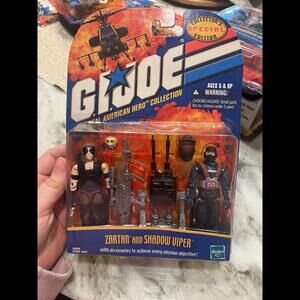 COLLECTOR'S
SPECIAL
EDITION
GI JOE
AMERICAN HERO COLLECTION
AGES 5 & UP
WARNING:
CHOKING HAZARD-Small parts.
Not for children under 3 years.
ZARTAN AND SHADOW VIPER
with accessories to achieve every mission objective!
Hasbro